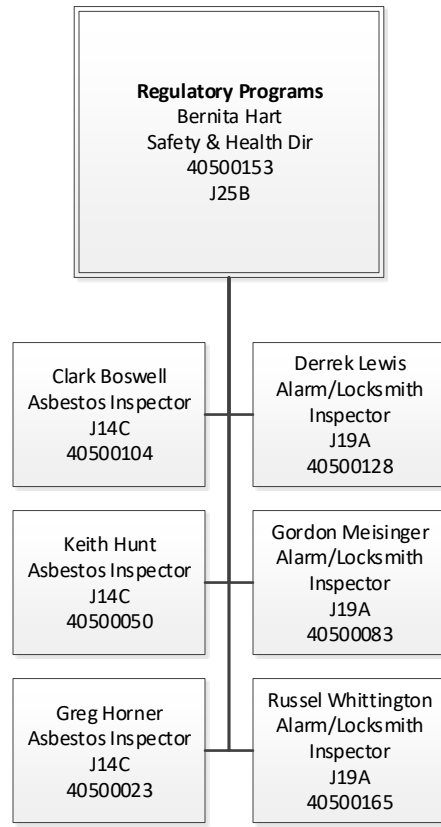 Regulatory Programs
Bernita Hart
Safety & Health Dir
40500153
J25B
Clark Boswell
Asbestos Inspector
J14C
40500104
Derrek Lewis
Alarm/Locksmith
Inspector
J19A
40500128
Keith Hunt
Asbestos Inspector
J14C
40500050
Gordon Meisinger
Alarm/Locksmith
Inspector
J19A
40500083
Greg Horner
Asbestos Inspector
J14C
40500023
Russel Whittington
Alarm/Locksmith
Inspector
J19A
40500165